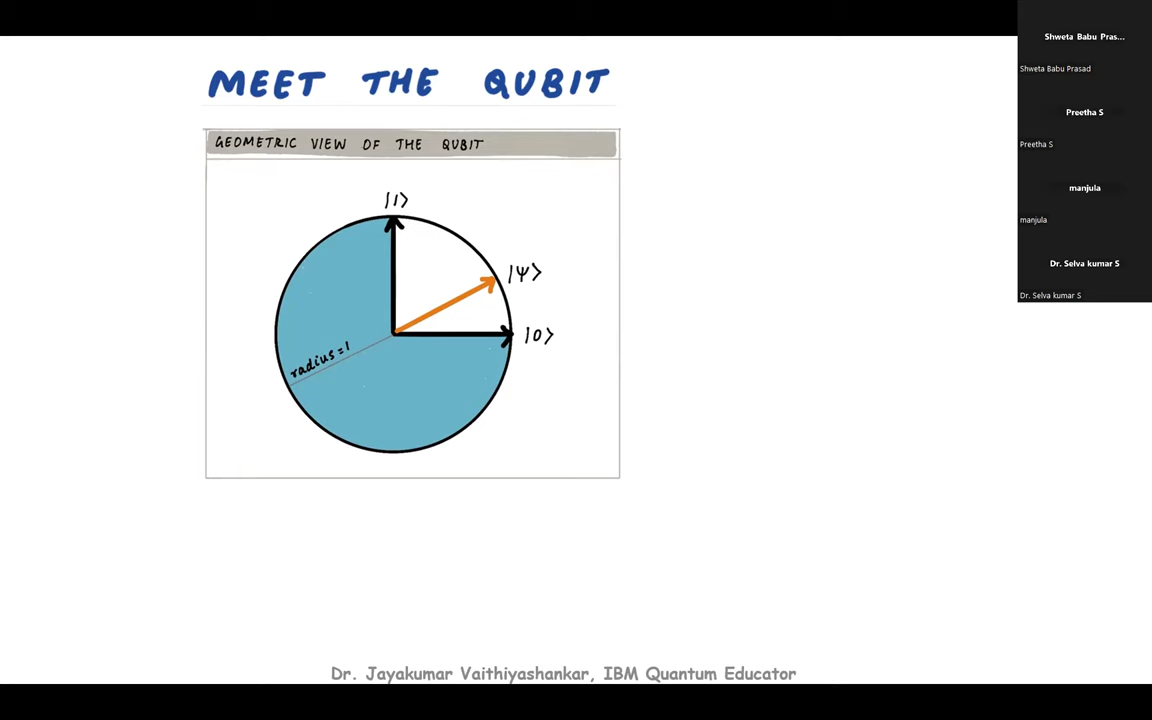 MEET THE QUBIT
GEOMETRIC VIEW OF THE QUBIT
|1⟩
|Ψ⟩
|0⟩
radius=1
Dr. Jayakumar Vaithiyashankar, IBM Quantum Educator
Shweta Babu Pras...
Shweta Babu Prasad
Preetha S
Preetha S
manjula
manjula
Dr. Selva kumar S
Dr. Selva kumar S